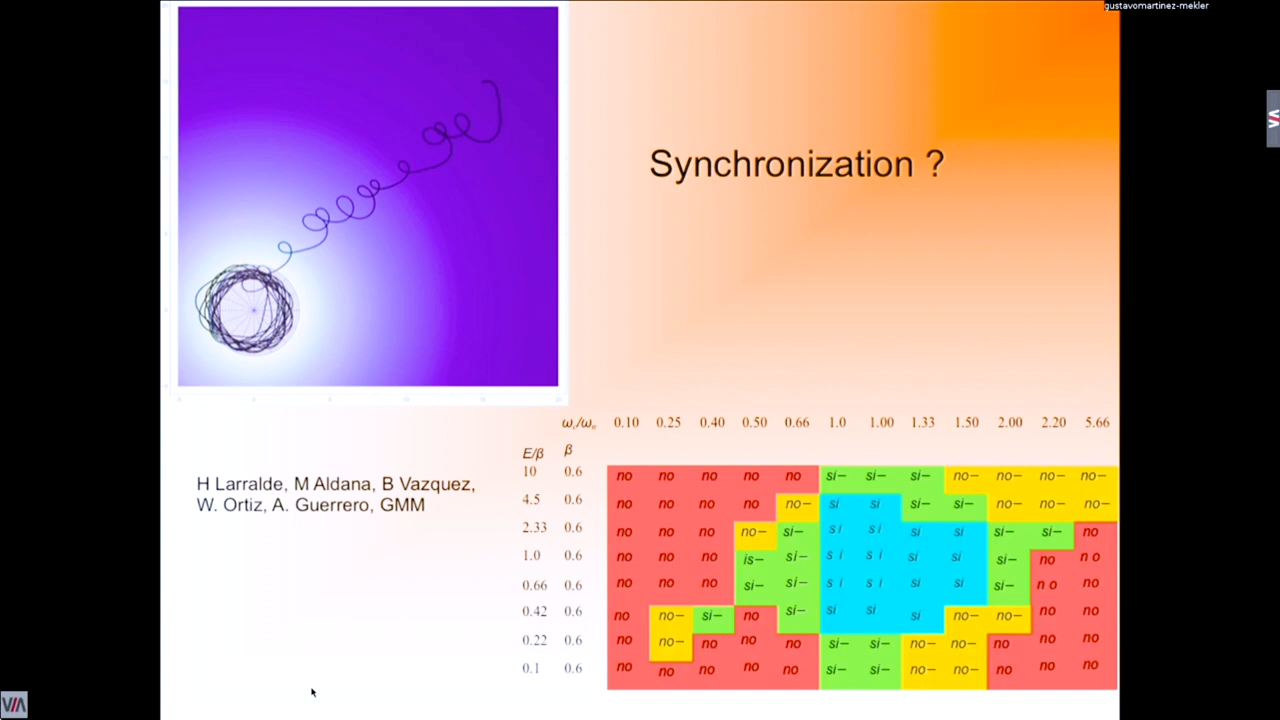 gustavomartinez-mekler
Synchronization ?
H Larralde, M Aldana, B Vazquez,
W. Ortiz, A. Guerrero, GMM
0.10 0.25 0.40 0.50 0.66 1.0 1.00 1.33 1.50 2.00 2.20 5.66
E/β β
10 0.6 no no no no no si– si– si– no– no– no– no–
4.5 0.6 no no no no no– si si si– si– no– no– no–
2.33 0.6 no no no no– si– si si si si si– si– no
1.0 0.6 no no no is– si– si si si si si– no no
0.66 0.6 no no no si– si– si si si si si– no no
0.42 0.6 no no– si– no si– si si si no– no– no no
0.22 0.6 no no– no no no si– si– no– no– no no no
0.1 0.6 no no no no no si– si– no– no– no no no
VIA